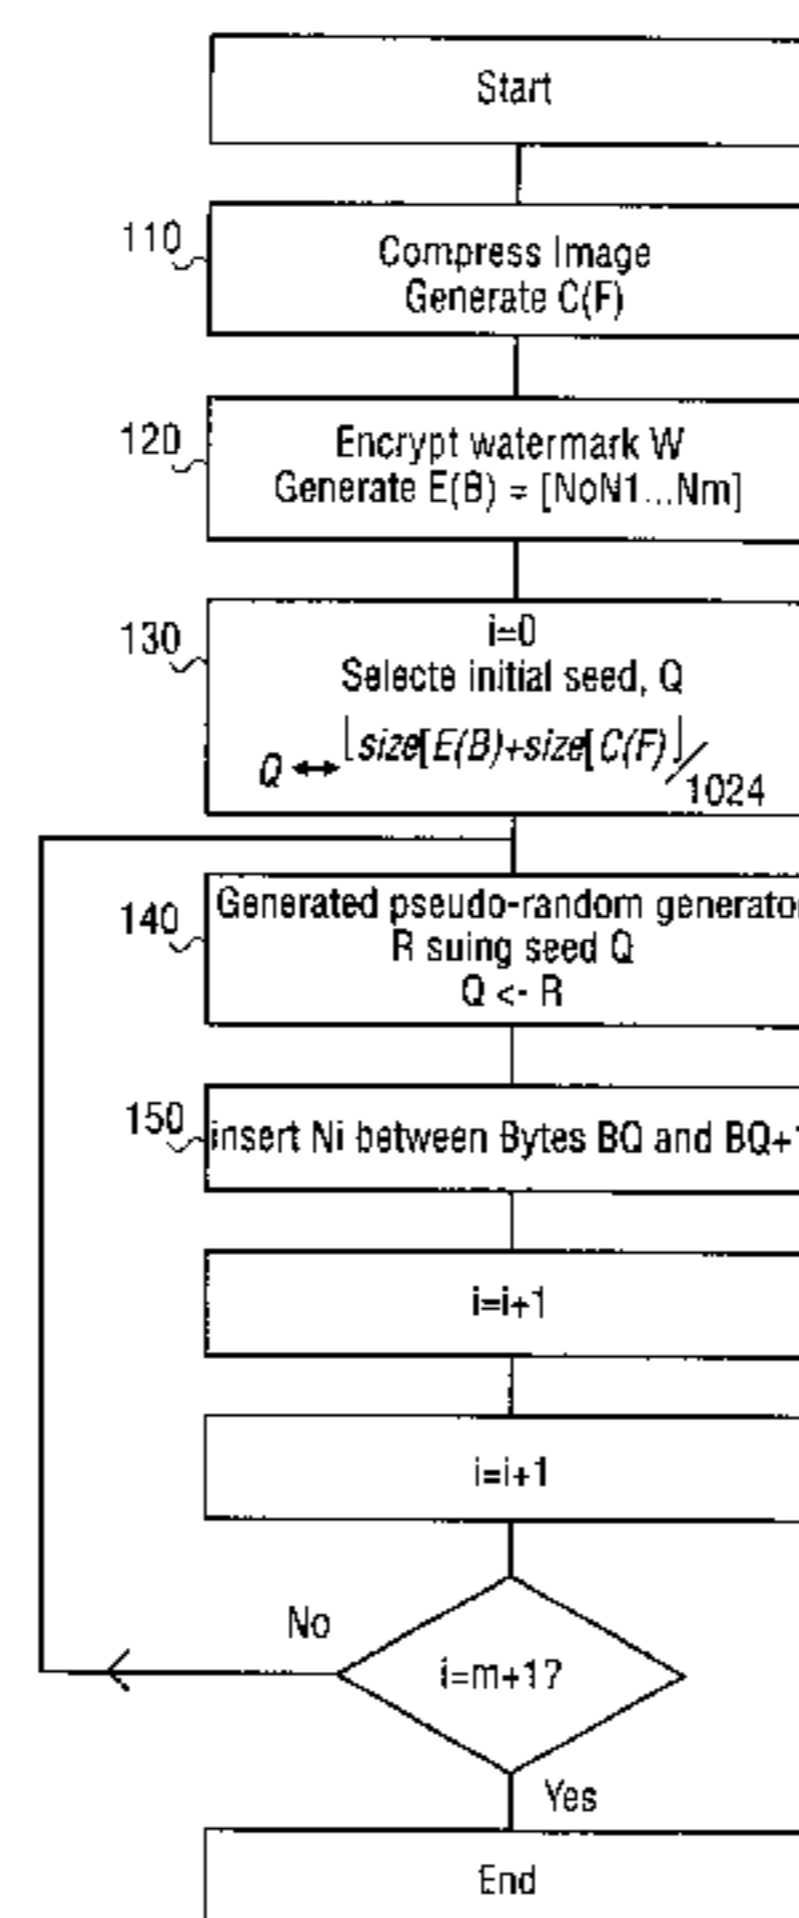 Start
110
Compress Image
Generate C(F)
120
Encrypt watermark W
Generate E(B) = [NoN1...Nm]
130
i=0
Selecte initial seed, Q
Q ↔ ⌊size[E(B)+size[C(F)⌋/1024
140
Generated pseudo-random generato
R suing seed Q
Q <- R
150
insert Ni between Bytes BQ and BQ+1
i=i+1
i=i+1
No
i=m+1?
Yes
End